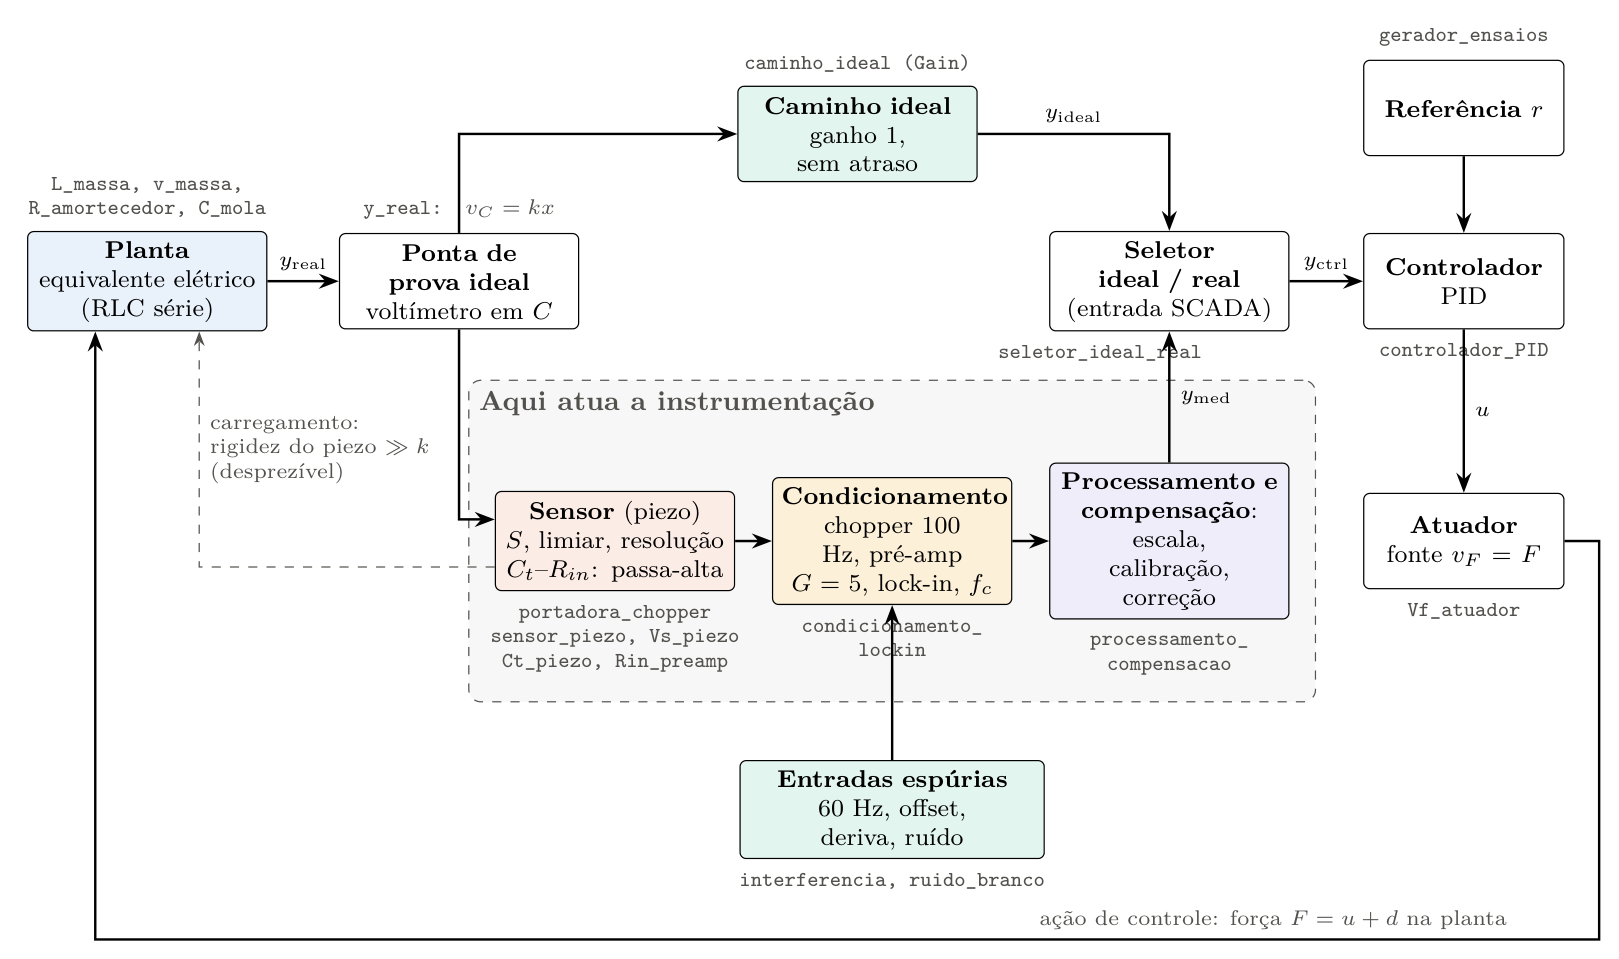 gerador_ensaios
Referência r
caminho_ideal (Gain)
Caminho ideal
ganho 1,
sem atraso
y_ideal
L_massa, v_massa,
R_amortecedor, C_mola
Planta
equivalente elétrico
(RLC série)
y_real
y_real: v_C = kx
Ponta de
prova ideal
voltímetro em C
Seletor
ideal / real
(entrada SCADA)
seletor_ideal_real
y_ctrl
Controlador
PID
controlador_PID
Aqui atua a instrumentação
y_med
u
carregamento:
rigidez do piezo ≫ k
(desprezível)
Sensor (piezo)
S, limiar, resolução
C_t–R_in: passa-alta
portadora_chopper
sensor_piezo, Vs_piezo
Ct_piezo, Rin_preamp
Condicionamento
chopper 100
Hz, pré-amp
G = 5, lock-in, f_c
condicionamento_
lockin
Processamento e
compensação:
escala,
calibração,
correção
processamento_
compensacao
Atuador
fonte v_F = F
Vf_atuador
Entradas espúrias
60 Hz, offset,
deriva, ruído
interferencia, ruido_branco
ação de controle: força F = u + d na planta